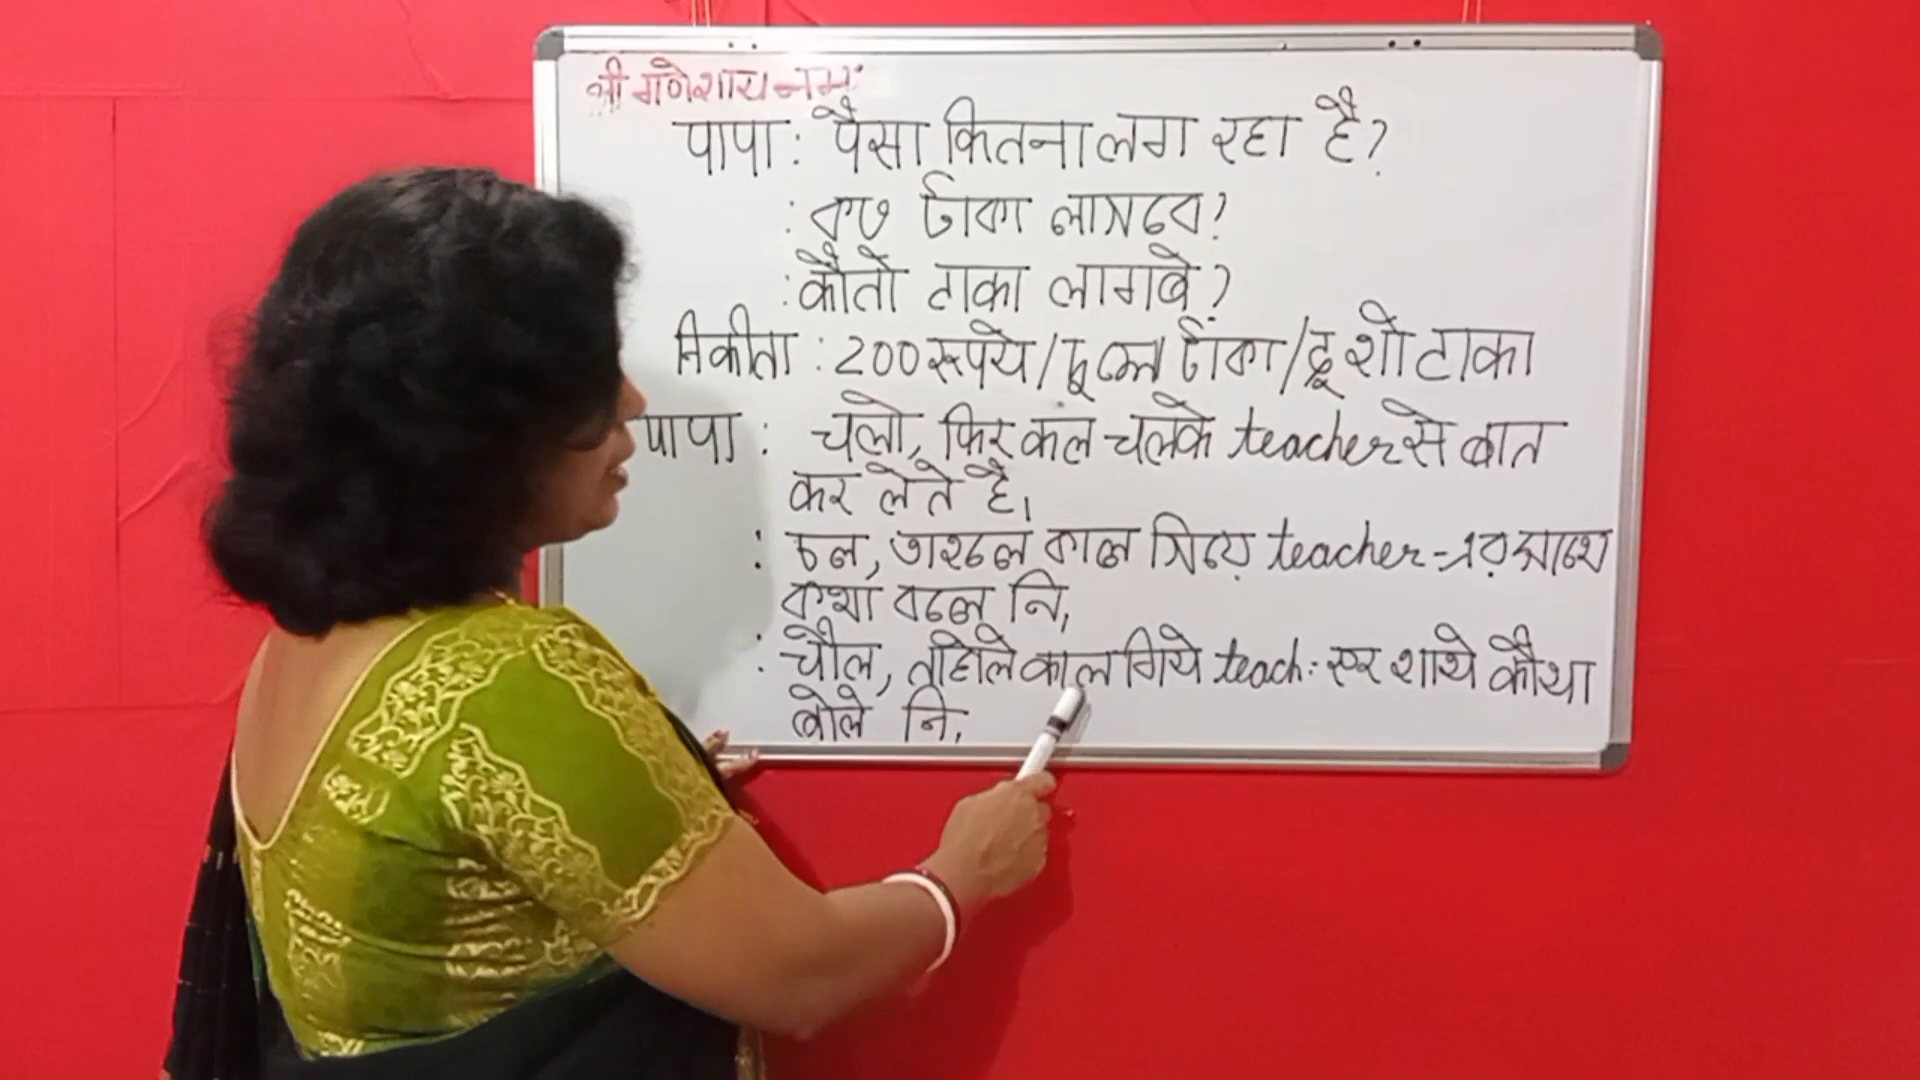 श्री गणेशाय नमः
पापा : पैसा कितना लग रहा है?
: কত টাকা লাগবে?
: कौतो टाका लागबे?
निकीता : 200 रूपये/দুশো টাকা/दू शो टाका
पापा : चलो, फिर कल चलके teacher से बात
कर लेते है।
: চল, তাহলে কাল গিয়ে teacher-এর সাথে
কথা বলে নি,
: चौल, ताहोले काल गिये teach: एर शाथे कौथा
बोले नि,